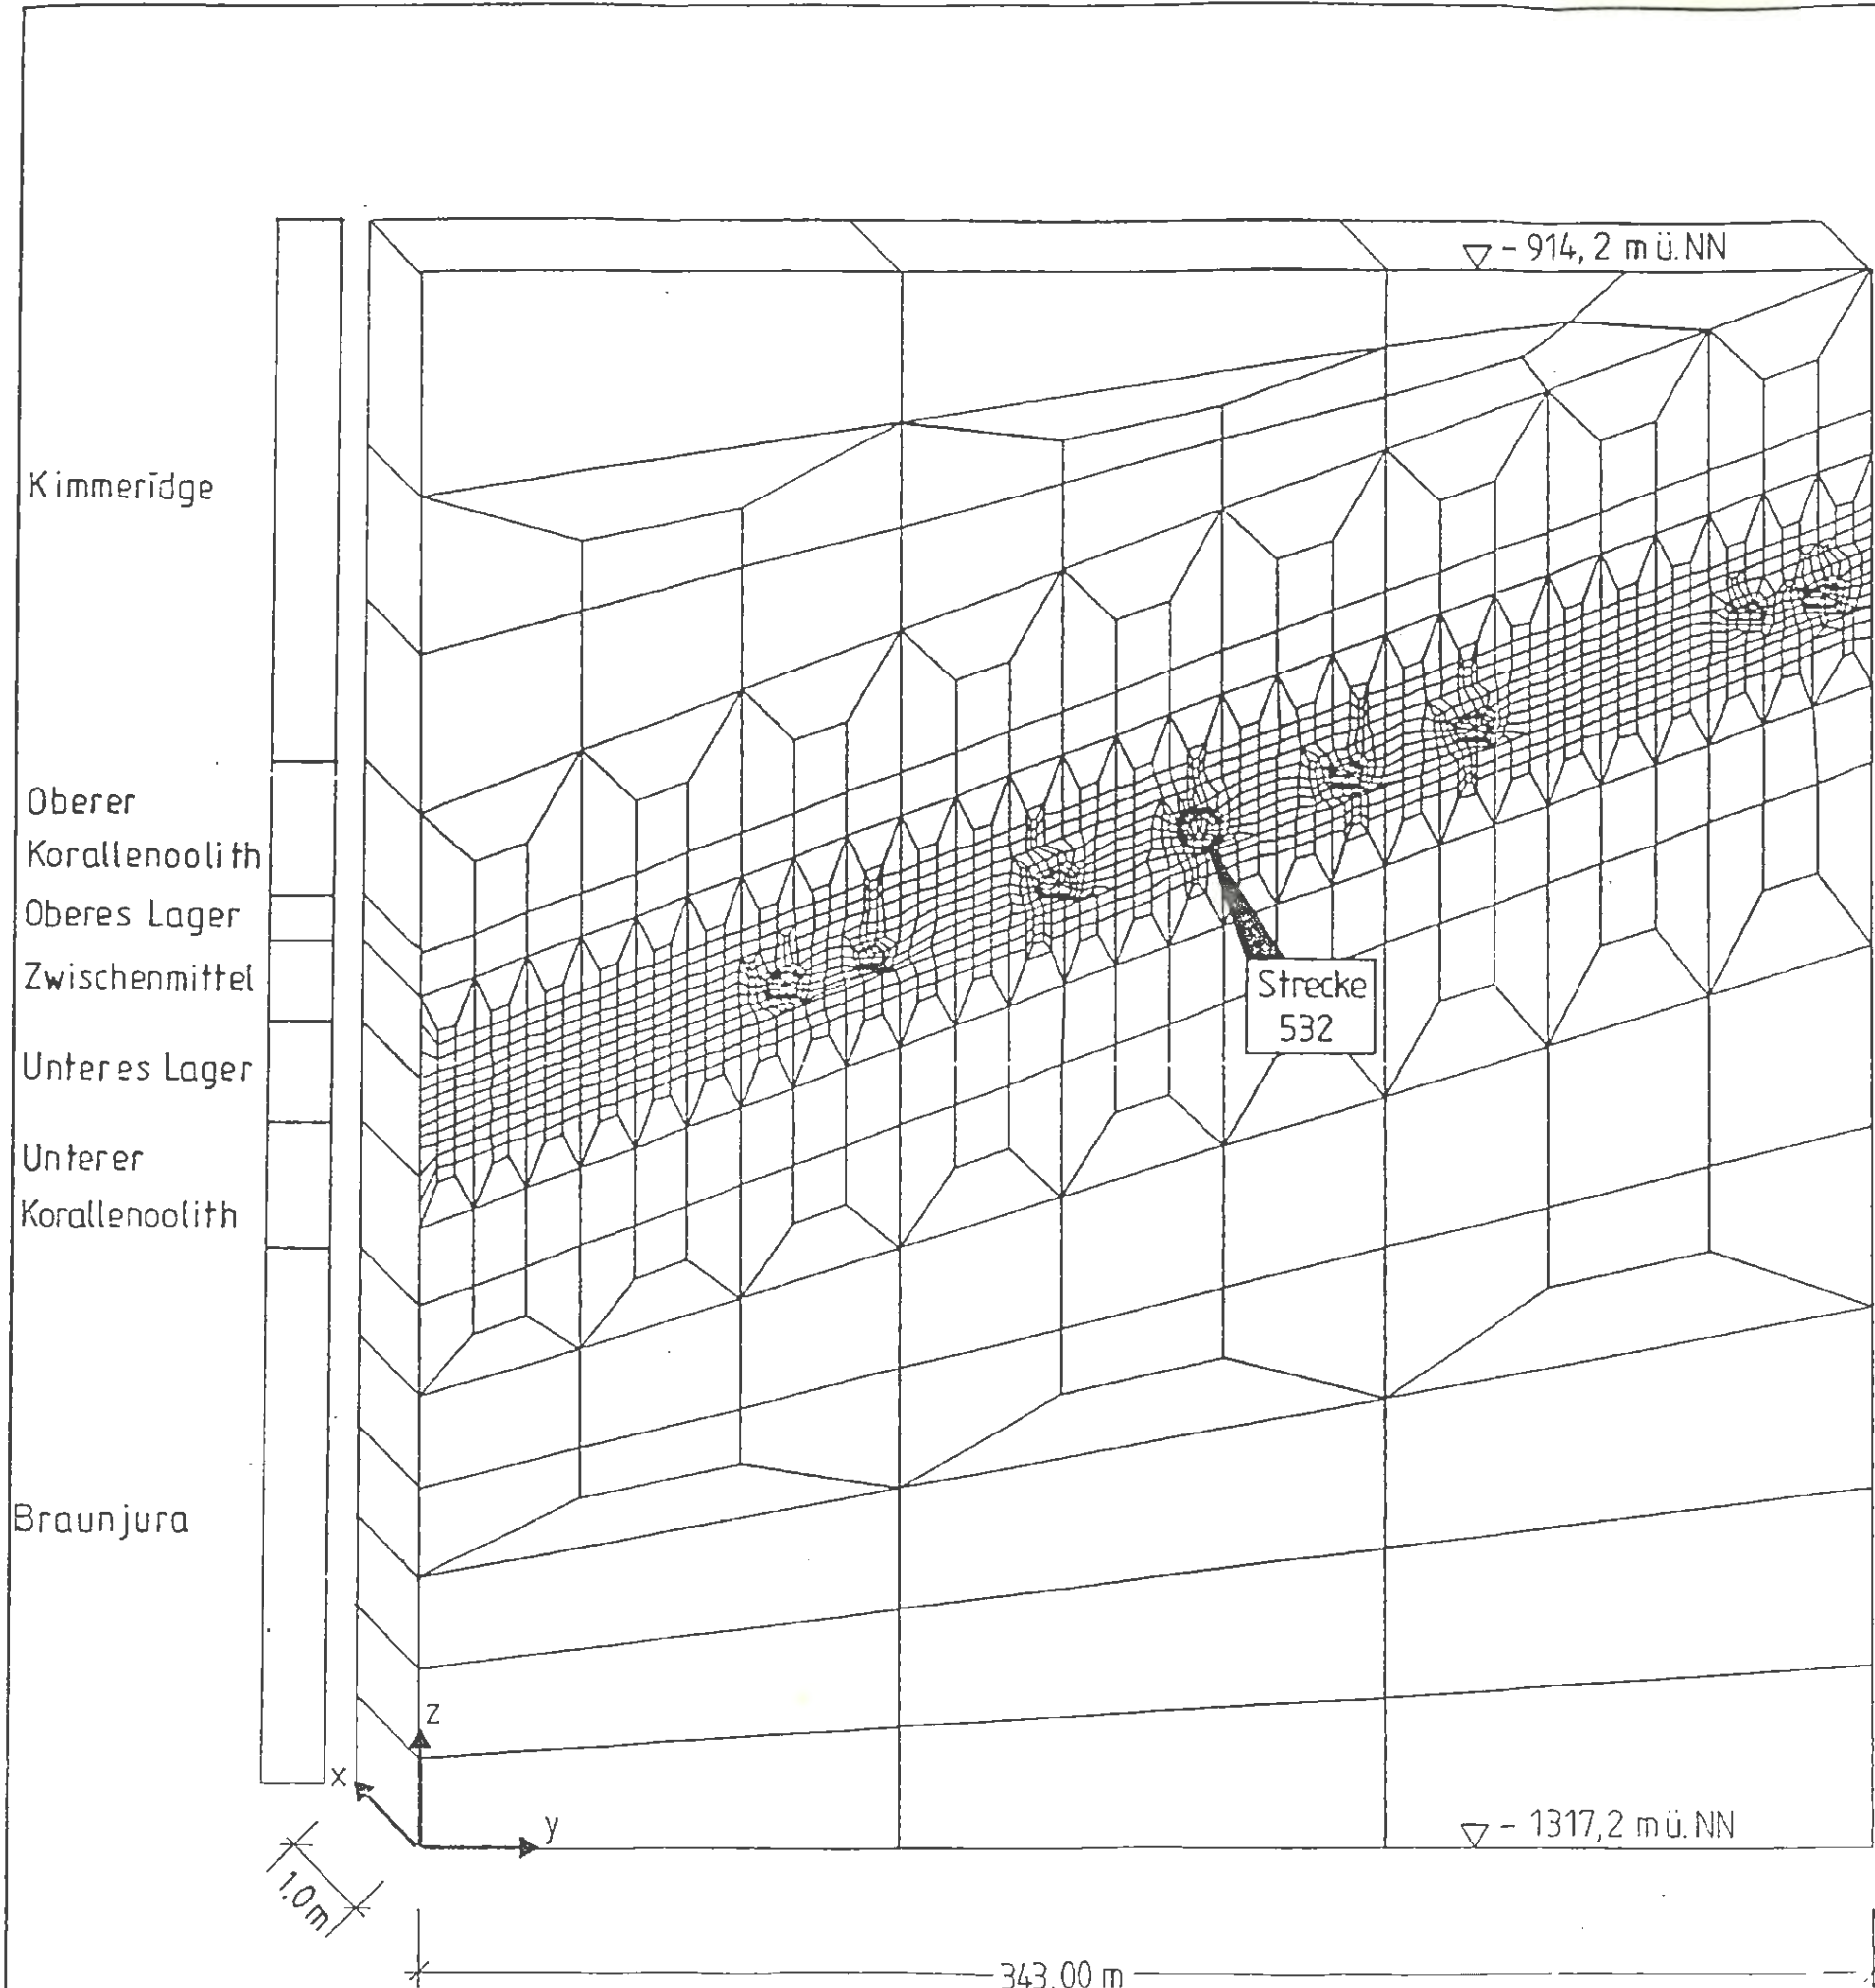 - 914,2 m ü.NN
Kimmeridge
Oberer
Korallenoolith
Oberes Lager
Zwischenmittel
Unteres Lager
Unterer
Korallenoolith
Braunjura
Strecke
532
z
x
y
- 1317,2 m ü.NN
1.0 m
343.00 m